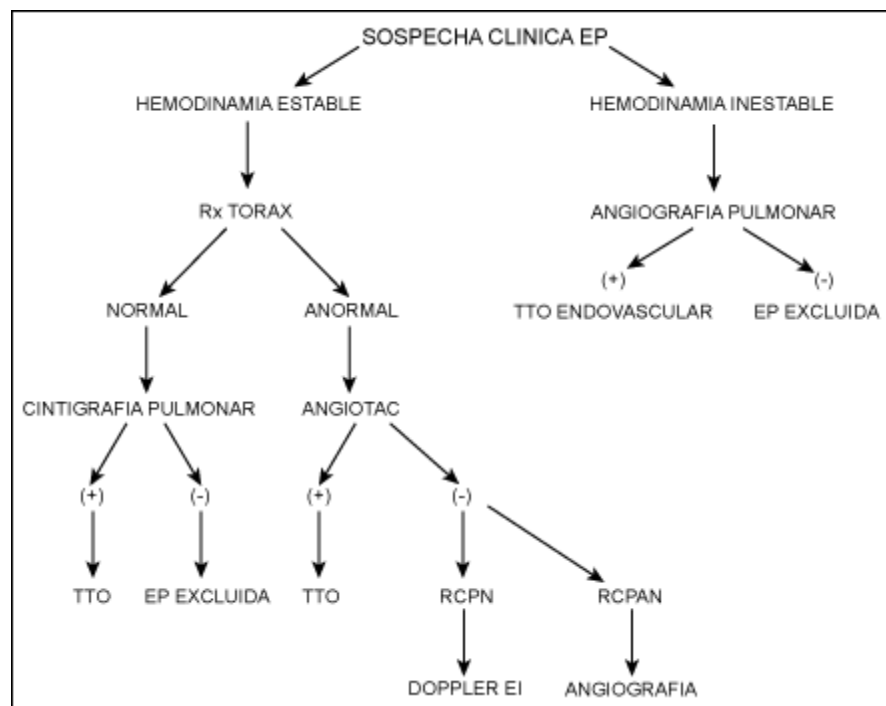 SOSPECHA CLINICA EP
HEMODINAMIA ESTABLE
HEMODINAMIA INESTABLE
Rx TORAX
ANGIOGRAFIA PULMONAR
(+)
(-)
NORMAL
ANORMAL
TTO ENDOVASCULAR
EP EXCLUIDA
CINTIGRAFIA PULMONAR
ANGIOTAC
(+)
(-)
(+)
(-)
TTO
EP EXCLUIDA
TTO
RCPN
RCPAN
DOPPLER EI
ANGIOGRAFIA